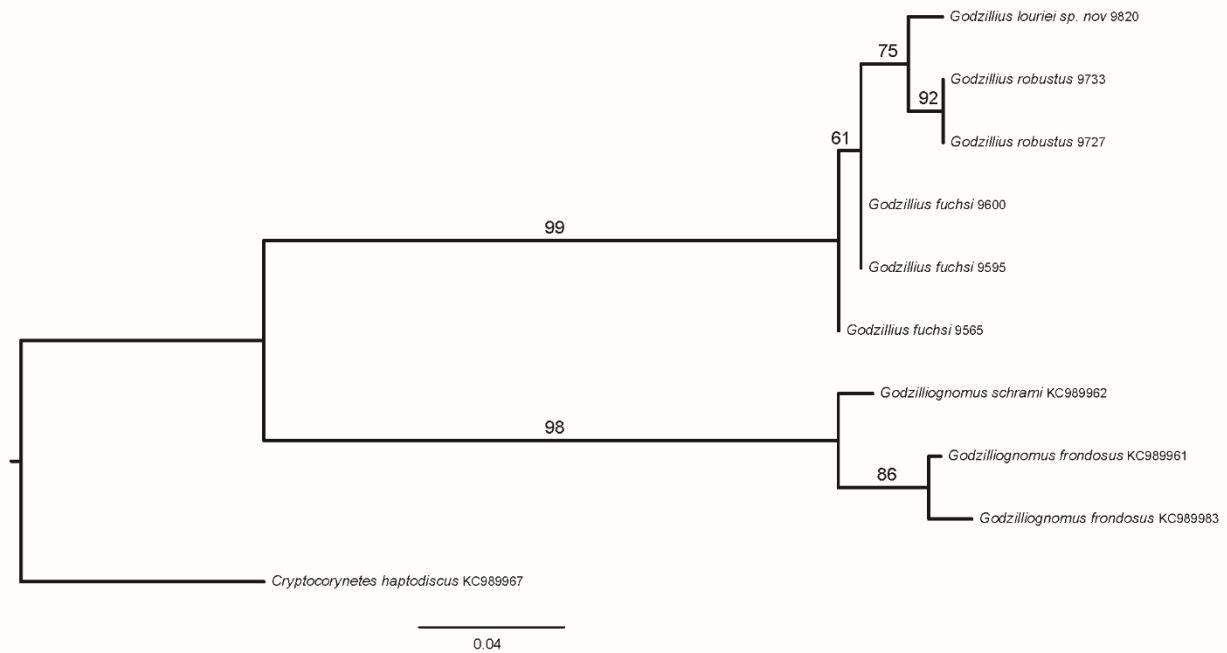 Godzillius louriei sp. nov 9820
75
Godzillius robustus 9733
92
Godzillius robustus 9727
61
Godzillius fuchsi 9600
99
Godzillius fuchsi 9595
Godzillius fuchsi 9565
Godzilliognomus schrami KC989962
98
Godzilliognomus frondosus KC989961
86
Godzilliognomus frondosus KC989983
Cryptocorynetes haptodiscus KC989967
0.04